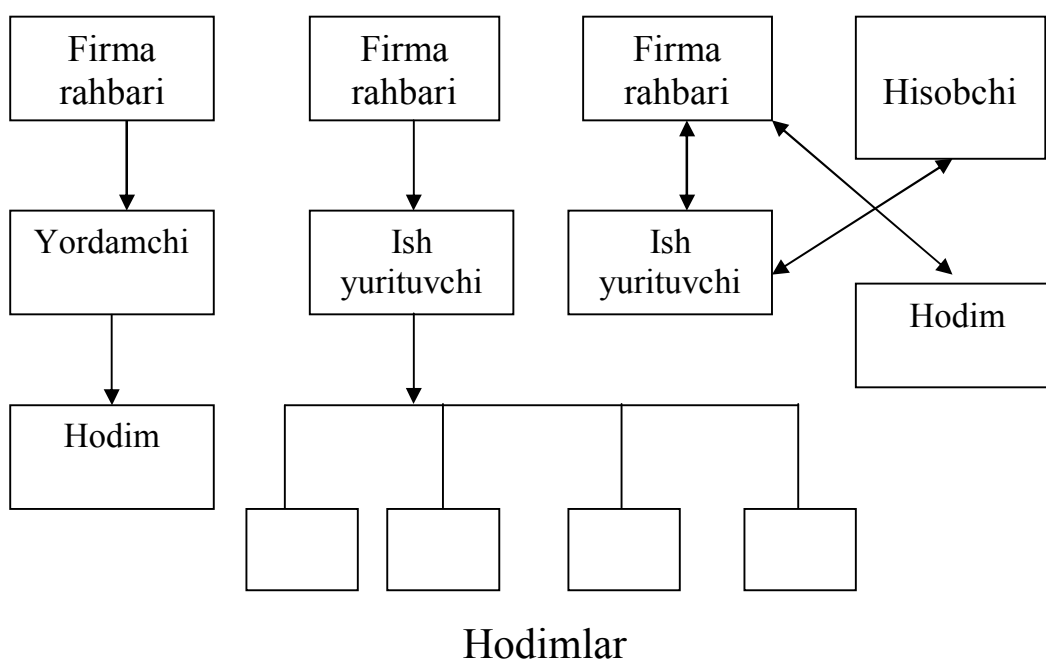 Firma
rahbari
Firma
rahbari
Firma
rahbari
Hisobchi
Yordamchi
Ish
yurituvchi
Ish
yurituvchi
Hodim
Hodim
Hodimlar